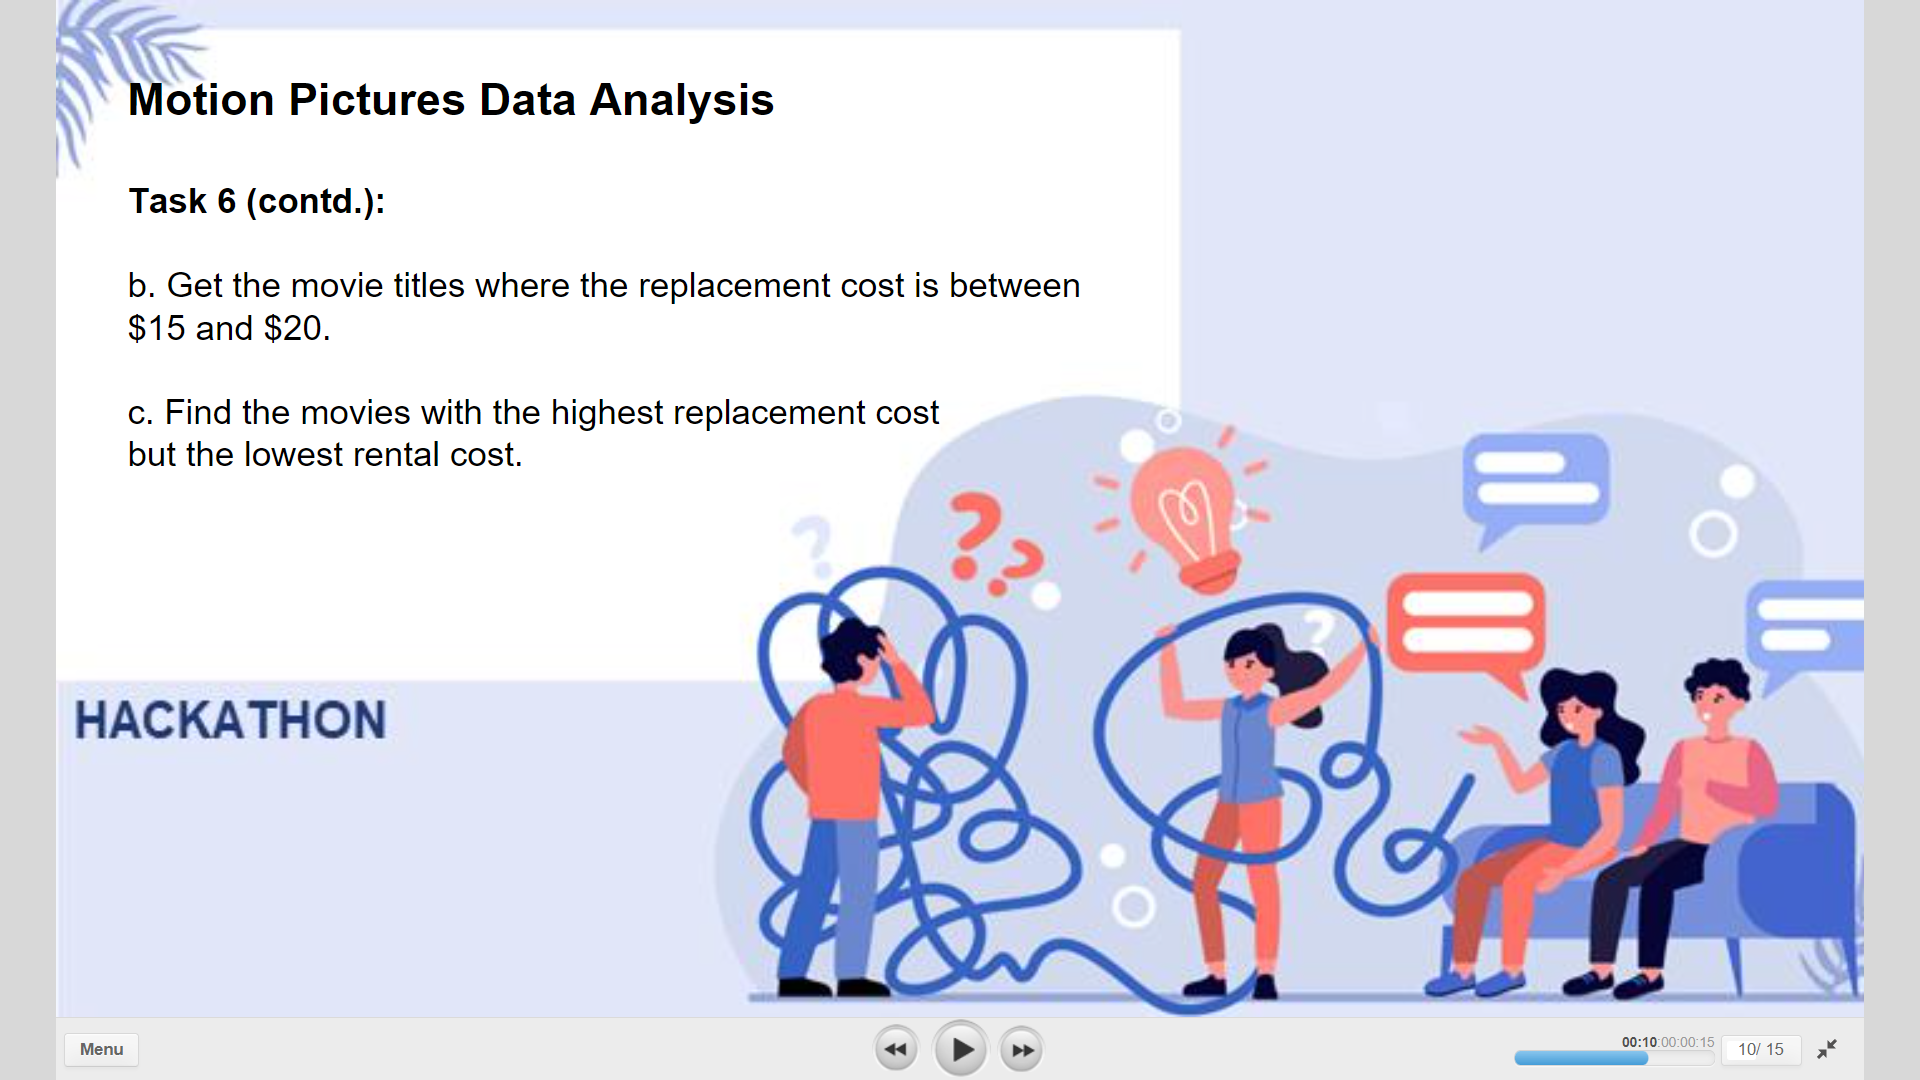 Motion Pictures Data Analysis
Task 6 (contd.):
b. Get the movie titles where the replacement cost is between
$15 and $20.
c. Find the movies with the highest replacement cost
but the lowest rental cost.
HACKATHON
Menu
00:10:00:00:15
10/ 15